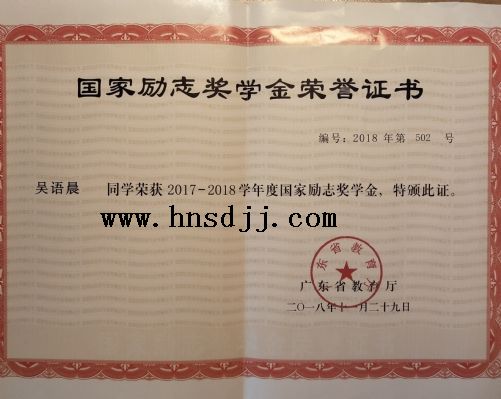 国家励志奖学金荣誉证书
编号：2018 年第 502 号
吴语晨 同学荣获 2017-2018 学年度国家励志奖学金，特颁此证。
www.hnsdjj.com
广东省教育厅
二〇一八年十一月二十九日